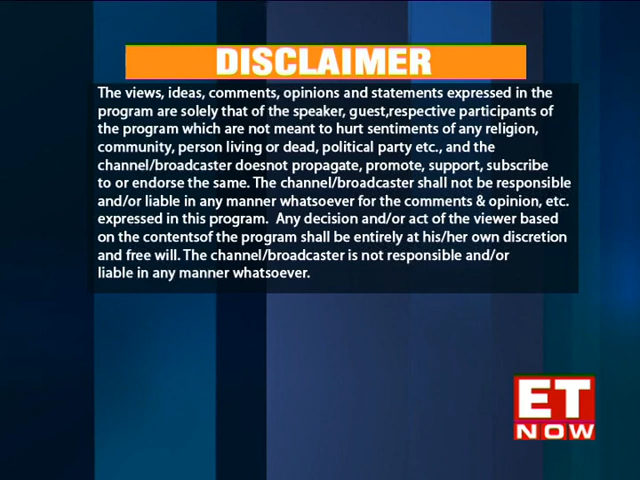 DISCLAIMER
The views, ideas, comments, opinions and statements expressed in the
program are solely that of the speaker, guest,respective participants of
the program which are not meant to hurt sentiments of any religion,
community, person living or dead, political party etc., and the
channel/broadcaster doesnot propagate, promote, support, subscribe
to or endorse the same. The channel/broadcaster shall not be responsible
and/or liable in any manner whatsoever for the comments & opinion, etc.
expressed in this program. Any decision and/or act of the viewer based
on the contentsof the program shall be entirely at his/her own discretion
and free will. The channel/broadcaster is not responsible and/or
liable in any manner whatsoever.
ET
NOW